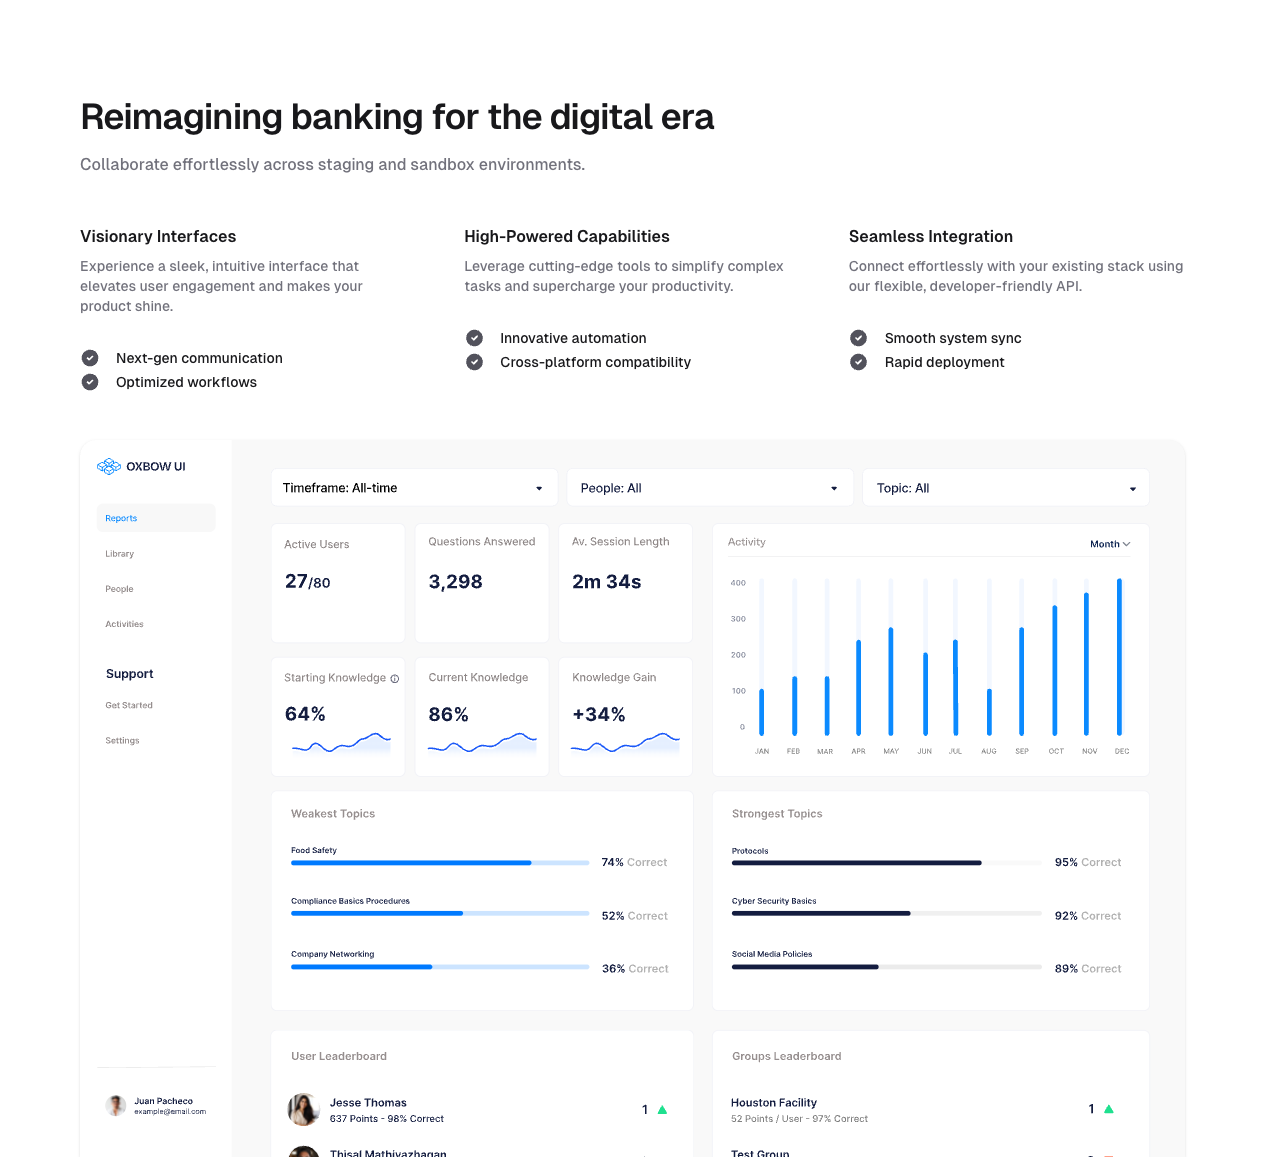 Reimagining banking for the digital era
Collaborate effortlessly across staging and sandbox environments.
Visionary Interfaces
Experience a sleek, intuitive interface that
elevates user engagement and makes your
product shine.
Next-gen communication
Optimized workflows
High-Powered Capabilities
Leverage cutting-edge tools to simplify complex
tasks and supercharge your productivity.
Innovative automation
Cross-platform compatibility
Seamless Integration
Connect effortlessly with your existing stack using
our flexible, developer-friendly API.
Smooth system sync
Rapid deployment
OXBOW UI
Reports
Library
People
Activities
Support
Get Started
Settings
Juan Pacheco
example@email.com
Timeframe: All-time
People: All
Topic: All
Active Users
27/80
Questions Answered
3,298
Av. Session Length
2m 34s
Starting Knowledge
64%
Current Knowledge
86%
Knowledge Gain
+34%
Activity
Month
400
300
200
100
0
JAN FEB MAR APR MAY JUN JUL AUG SEP OCT NOV DEC
Weakest Topics
Food Safety
74% Correct
Compliance Basics Procedures
52% Correct
Company Networking
36% Correct
Strongest Topics
Protocols
95% Correct
Cyber Security Basics
92% Correct
Social Media Policies
89% Correct
User Leaderboard
Jesse Thomas
637 Points - 98% Correct
1
Thisal Mathiyazhagan
Groups Leaderboard
Houston Facility
52 Points / User - 97% Correct
1
Test Group